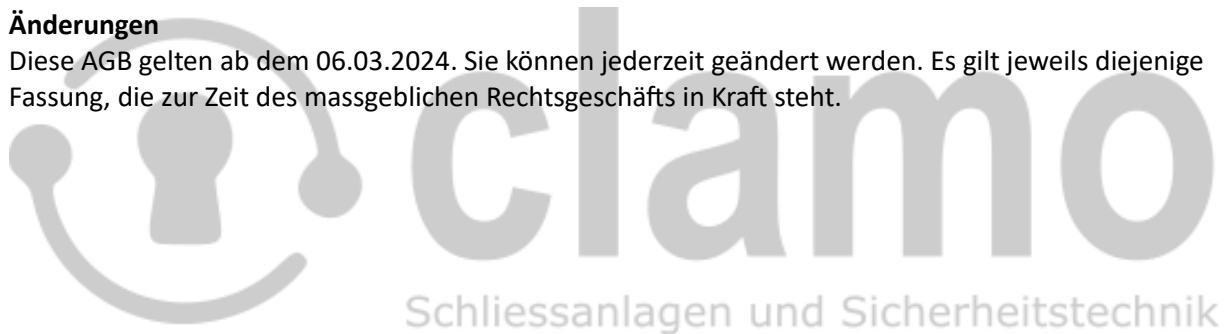 Änderungen
Diese AGB gelten ab dem 06.03.2024. Sie können jederzeit geändert werden. Es gilt jeweils diejenige
Fassung, die zur Zeit des massgeblichen Rechtsgeschäfts in Kraft steht.
clamo
Schliessanlagen und Sicherheitstechnik